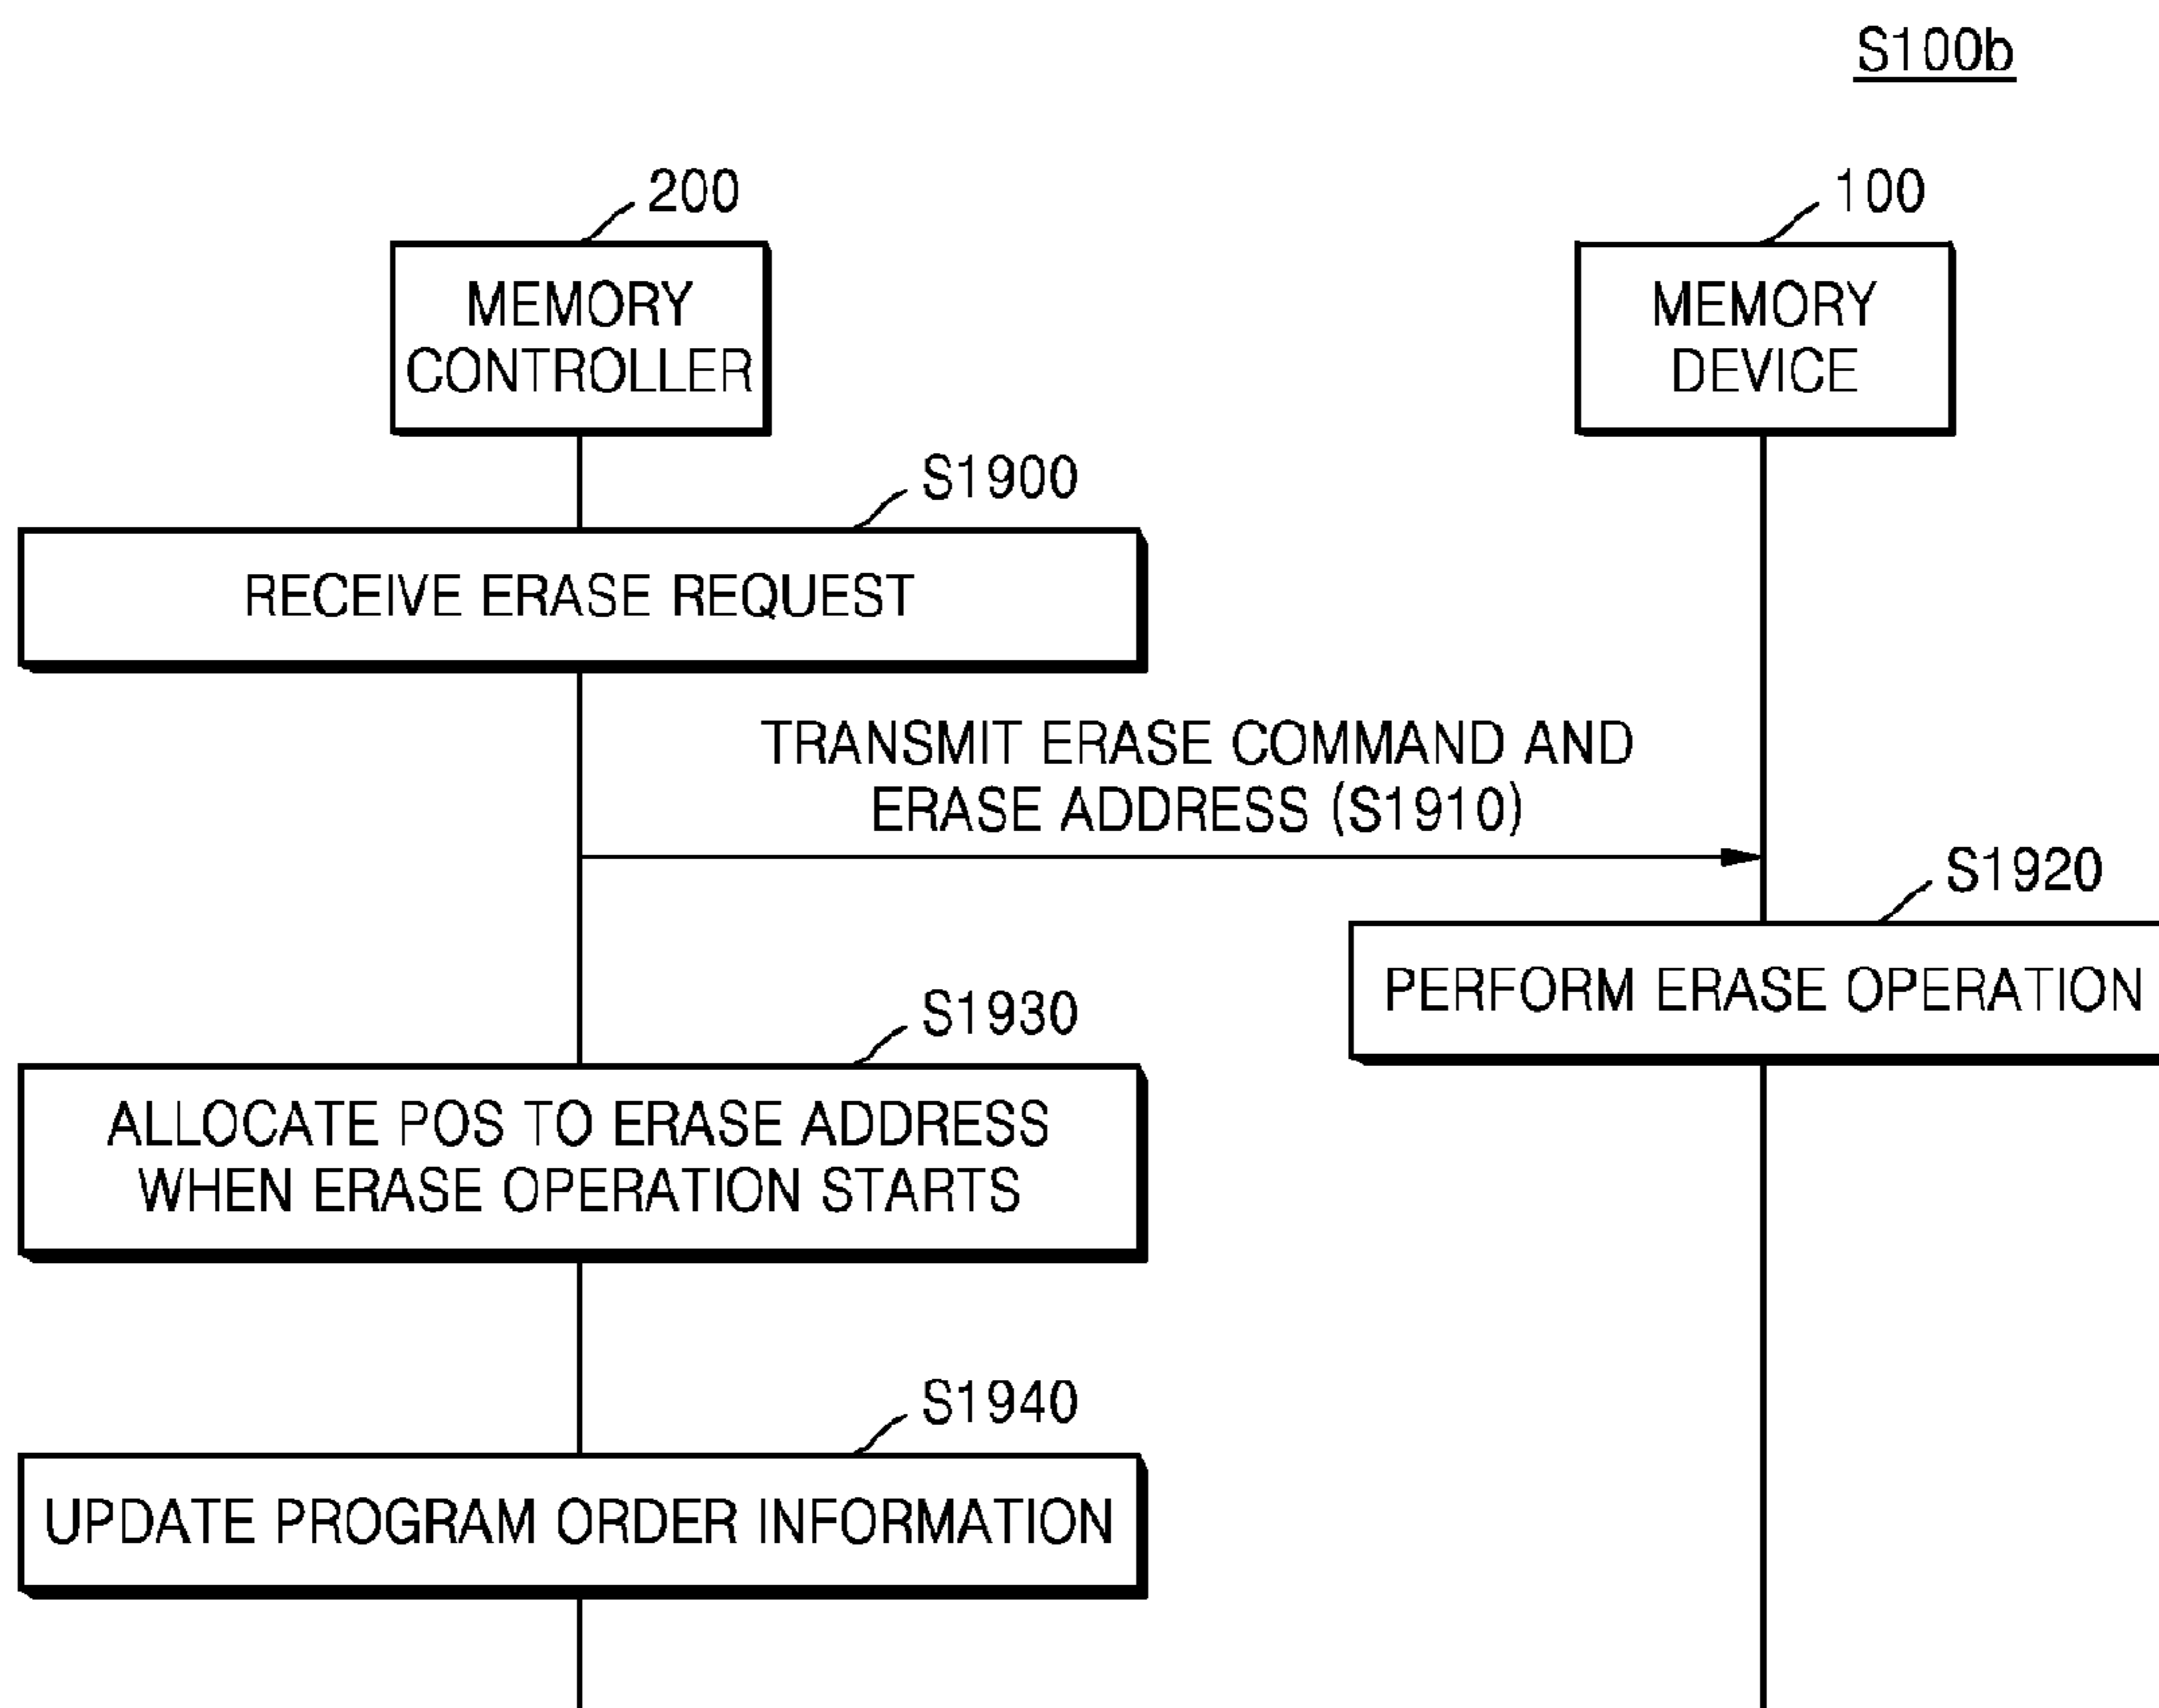 S100b
200
100
MEMORY
CONTROLLER
MEMORY
DEVICE
S1900
RECEIVE ERASE REQUEST
TRANSMIT ERASE COMMAND AND
ERASE ADDRESS (S1910)
S1920
PERFORM ERASE OPERATION
S1930
ALLOCATE POS TO ERASE ADDRESS
WHEN ERASE OPERATION STARTS
S1940
UPDATE PROGRAM ORDER INFORMATION